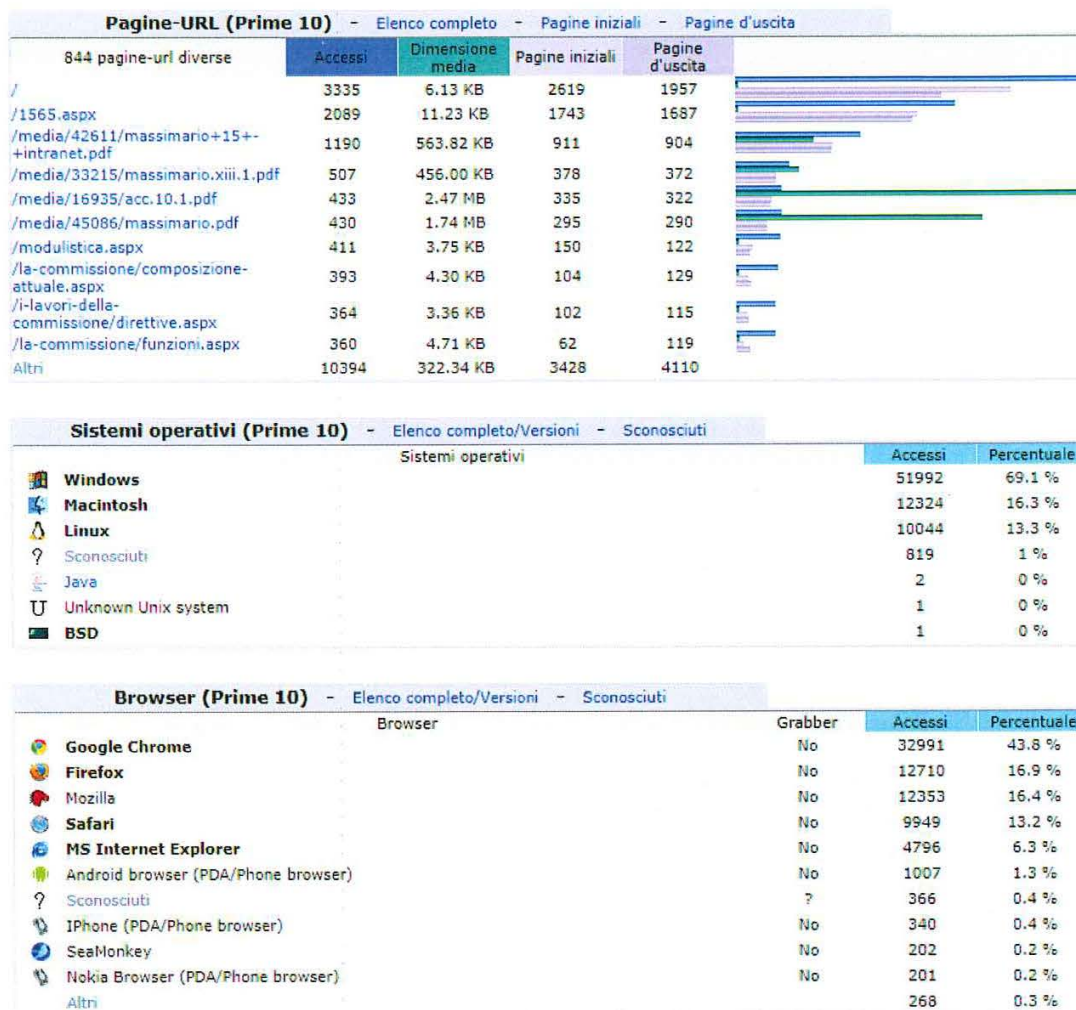 Pagine-URL (Prime 10) - Elenco completo - Pagine iniziali - Pagine d'uscita
844 pagine-url diverse Accessi Dimensione media Pagine iniziali Pagine d'uscita
/ 3335 6.13 KB 2619 1957
/1565.aspx 2089 11.23 KB 1743 1687
/media/42611/massimario+15+-
+intranet.pdf 1190 563.82 KB 911 904
/media/33215/massimario.xiii.1.pdf 507 456.00 KB 378 372
/media/16935/acc.10.1.pdf 433 2.47 MB 335 322
/media/45086/massimario.pdf 430 1.74 MB 295 290
/modulistica.aspx 411 3.75 KB 150 122
/la-commissione/composizione-
attuale.aspx 393 4.30 KB 104 129
/i-lavori-della-
commissione/direttive.aspx 364 3.36 KB 102 115
/la-commissione/funzioni.aspx 360 4.71 KB 62 119
Altri 10394 322.34 KB 3428 4110
Sistemi operativi (Prime 10) - Elenco completo/Versioni - Sconosciuti
Sistemi operativi Accessi Percentuale
Windows 51992 69.1 %
Macintosh 12324 16.3 %
Linux 10044 13.3 %
? Sconosciuti 819 1 %
Java 2 0 %
U Unknown Unix system 1 0 %
BSD 1 0 %
Browser (Prime 10) - Elenco completo/Versioni - Sconosciuti
Browser Grabber Accessi Percentuale
Google Chrome No 32991 43.8 %
Firefox No 12710 16.9 %
Mozilla No 12353 16.4 %
Safari No 9949 13.2 %
MS Internet Explorer No 4796 6.3 %
Android browser (PDA/Phone browser) No 1007 1.3 %
? Sconosciuti ? 366 0.4 %
IPhone (PDA/Phone browser) No 340 0.4 %
SeaMonkey No 202 0.2 %
Nokia Browser (PDA/Phone browser) No 201 0.2 %
Altri 268 0.3 %